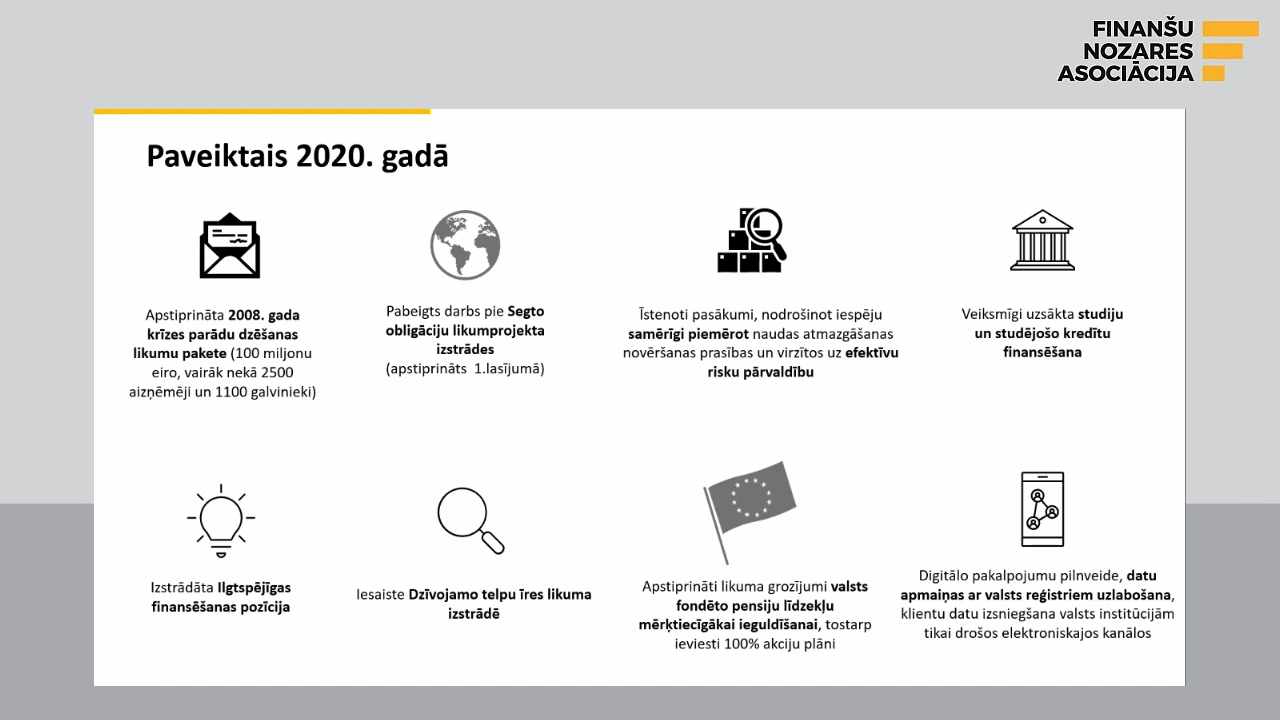 FINANŠU
NOZARES
ASOCIĀCIJA
Paveiktais 2020. gadā
Apstiprināta 2008. gada
krīzes parādu dzēšanas
likumu pakete (100 miljonu
eiro, vairāk nekā 2500
aizņēmēji un 1100 galvinieki)
Pabeigts darbs pie Segto
obligāciju likumprojekta
izstrādes
(apstiprināts 1.lasījumā)
Īstenoti pasākumi, nodrošinot iespēju
samērīgi piemērot naudas atmazgāšanas
novēršanas prasības un virzītos uz efektīvu
risku pārvaldību
Veiksmīgi uzsākta studiju
un studējošo kredītu
finansēšana
Izstrādāta Ilgtspējīgas
finansēšanas pozīcija
Iesaiste Dzīvojamo telpu īres likuma
izstrādē
Apstiprināti likuma grozījumi valsts
fondēto pensiju līdzekļu
mērķtiecīgākai ieguldīšanai, tostarp
ieviesti 100% akciju plāni
Digitālo pakalpojumu pilnveide, datu
apmaiņas ar valsts reģistriem uzlabošana,
klientu datu izsniegšana valsts institūcijām
tikai drošos elektroniskajos kanālos